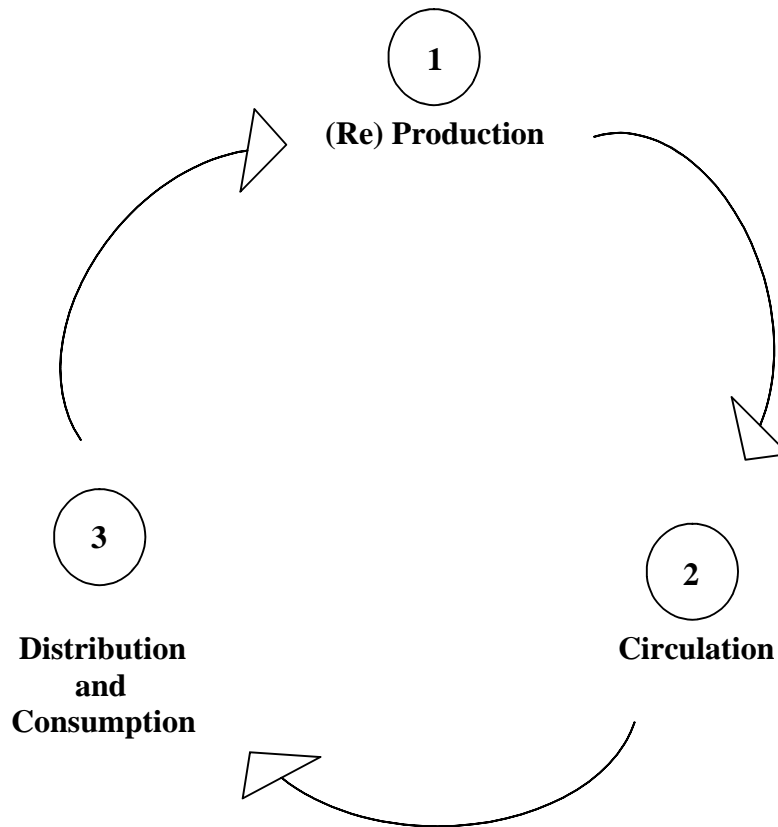 1
(Re) Production
2
Circulation
3
Distribution
and
Consumption